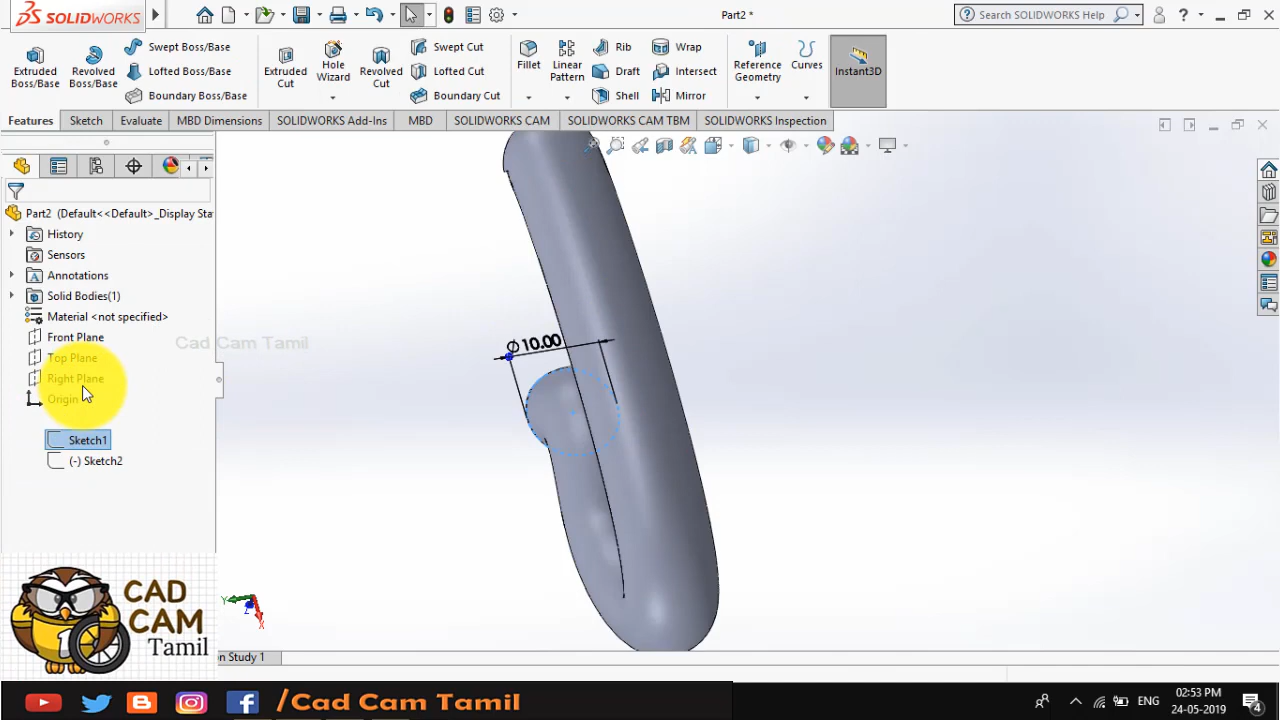 SOLIDWORKS
Part2 *
Search SOLIDWORKS Help
Extruded Boss/Base
Revolved Boss/Base
Swept Boss/Base
Lofted Boss/Base
Boundary Boss/Base
Extruded Cut
Hole Wizard
Revolved Cut
Swept Cut
Lofted Cut
Boundary Cut
Fillet
Linear Pattern
Rib
Draft
Shell
Wrap
Intersect
Mirror
Reference Geometry
Curves
Instant3D
Features
Sketch
Evaluate
MBD Dimensions
SOLIDWORKS Add-Ins
MBD
SOLIDWORKS CAM
SOLIDWORKS CAM TBM
SOLIDWORKS Inspection
Part2 (Default<<Default>_Display Sta
History
Sensors
Annotations
Solid Bodies(1)
Material <not specified>
Front Plane
Top Plane
Right Plane
Origin
Sketch1
(-) Sketch2
Cad Cam Tamil
Ø10.00
Y
Z
X
on Study 1
CAD
CAM
Tamil
/Cad Cam Tamil
ENG
02:53 PM
24-05-2019
4